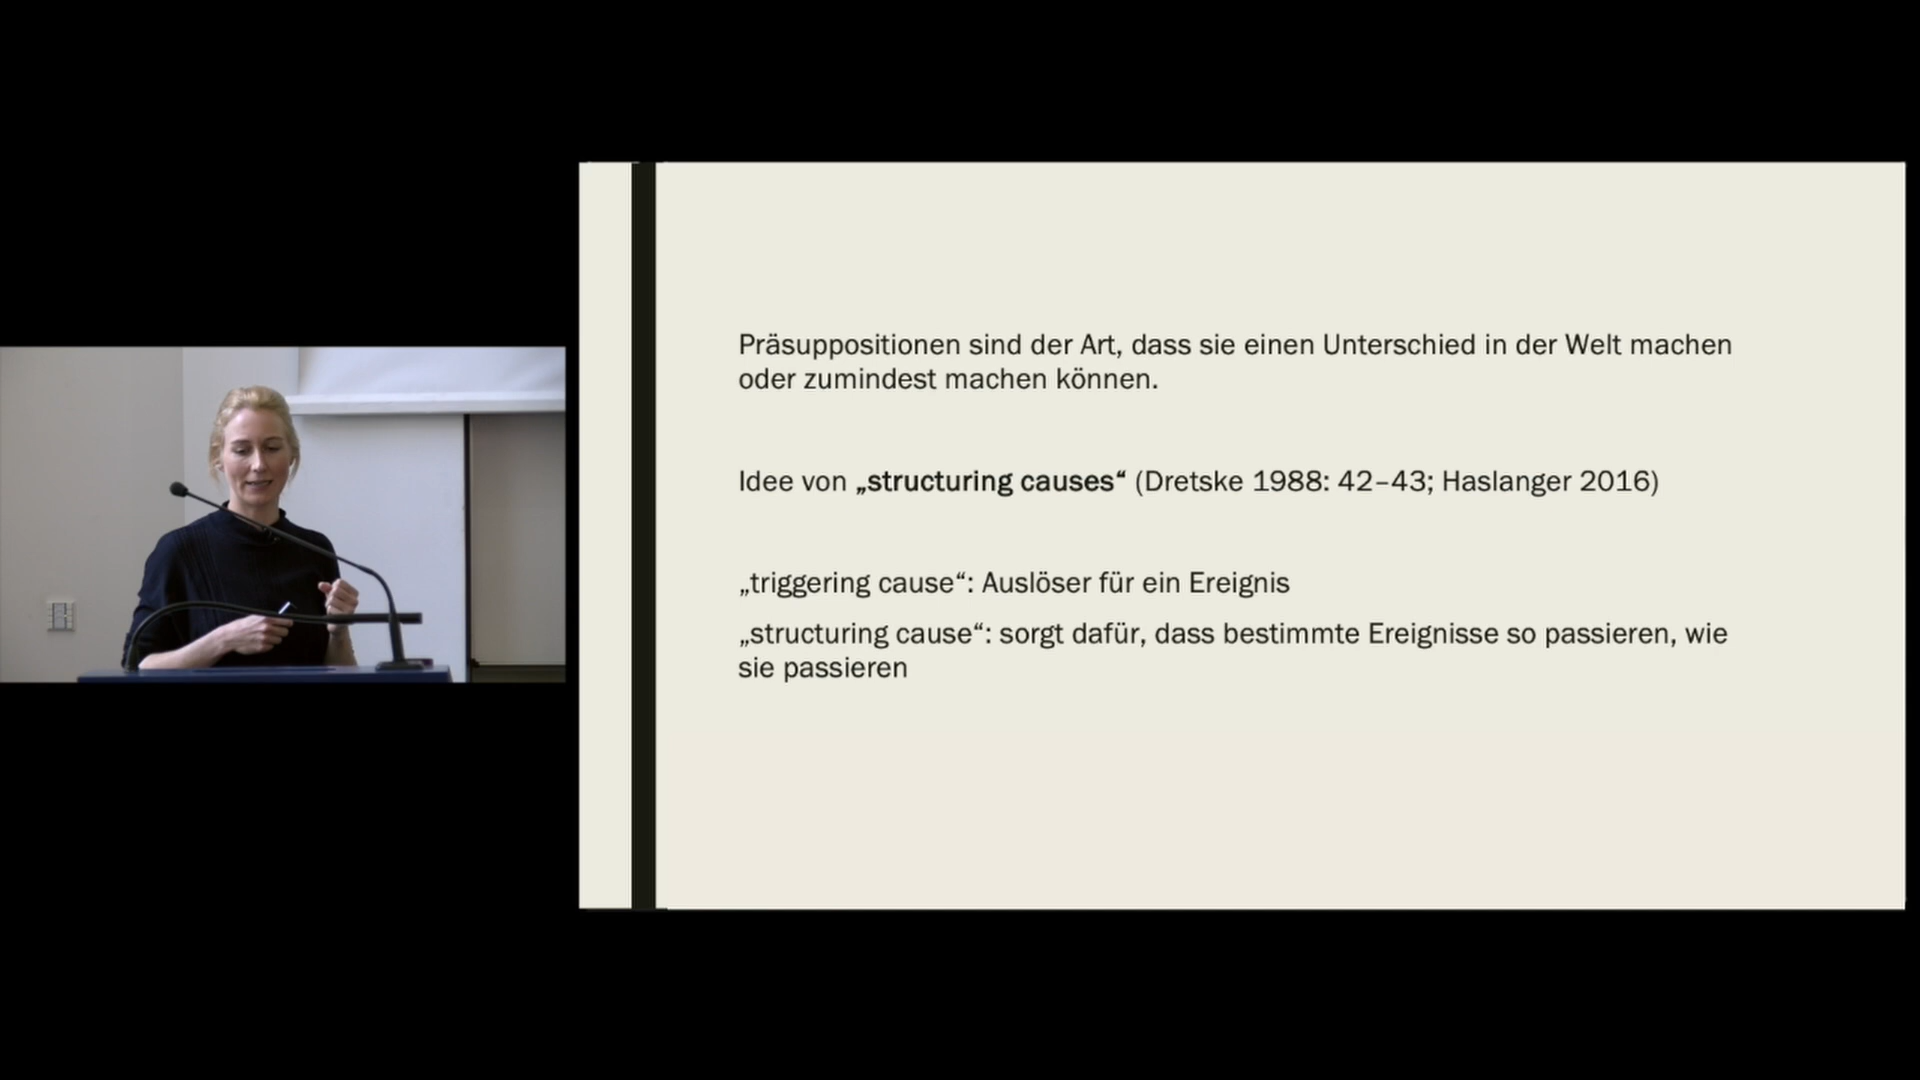 Präsuppositionen sind der Art, dass sie einen Unterschied in der Welt machen
oder zumindest machen können.
Idee von „structuring causes“ (Dretske 1988: 42–43; Haslanger 2016)
„triggering cause“: Auslöser für ein Ereignis
„structuring cause“: sorgt dafür, dass bestimmte Ereignisse so passieren, wie
sie passieren